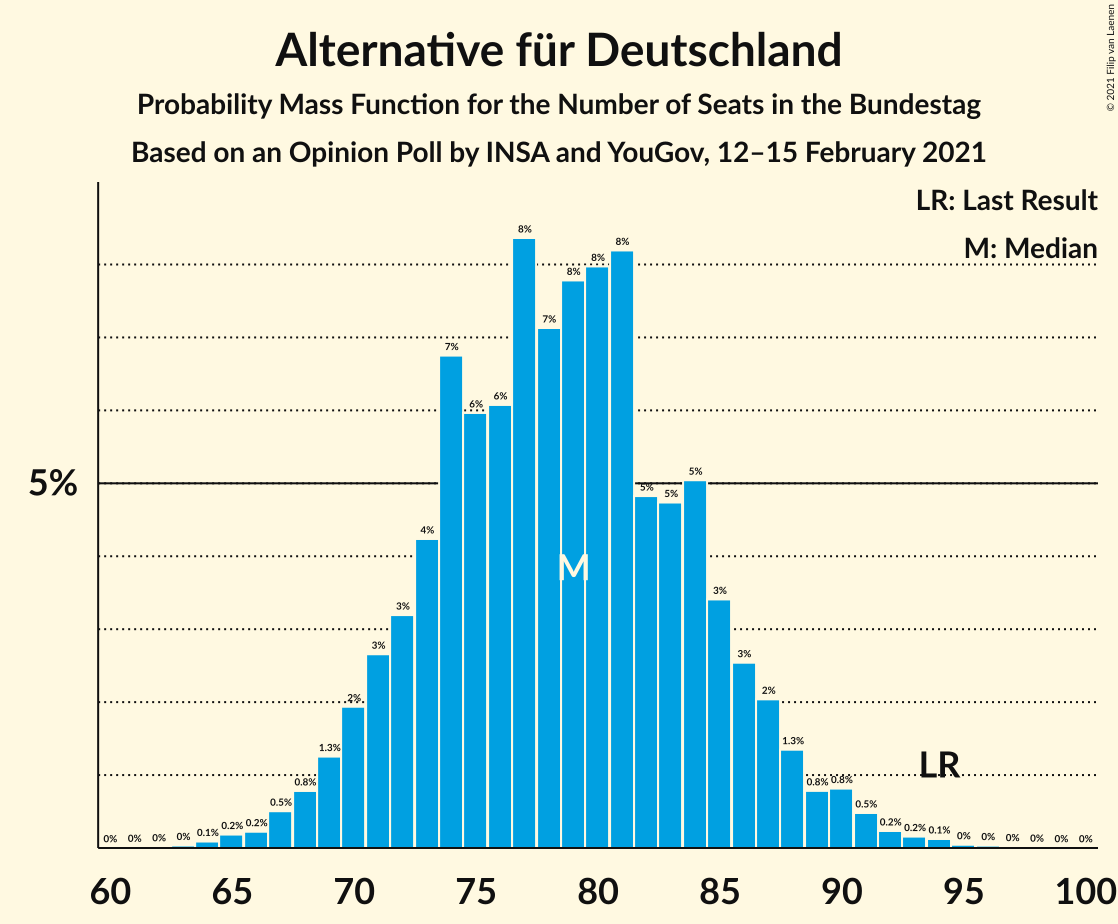 Alternative für Deutschland
Probability Mass Function for the Number of Seats in the Bundestag
Based on an Opinion Poll by INSA and YouGov, 12–15 February 2021
© 2021 Filip van Laenen
LR: Last Result
M: Median
5%
0% 0% 0% 0% 0.1% 0.2% 0.2% 0.5% 0.8% 1.3% 2% 3% 3% 4% 7% 6% 6% 8% 7% 8% 8% 8% 5% 5% 5% 3% 3% 2% 1.3% 0.8% 0.8% 0.5% 0.2% 0.2% 0.1% 0% 0% 0% 0% 0% 0%
M
LR
60 65 70 75 80 85 90 95 100